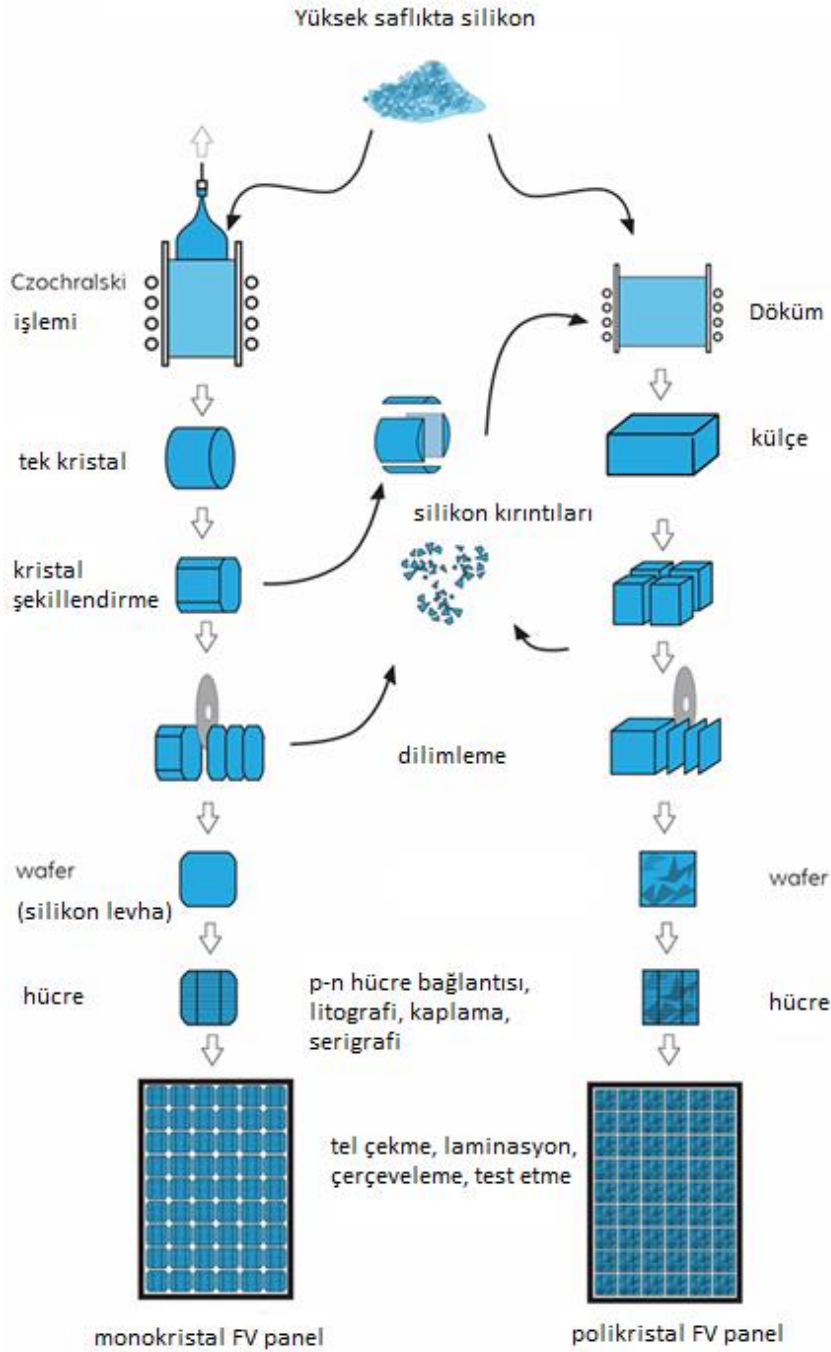 Yüksek saflıkta silikon
Czochralski
işlemi
Döküm
tek kristal
külçe
silikon kırıntıları
kristal
şekillendirme
dilimleme
wafer
(silikon levha)
wafer
hücre
p-n hücre bağlantısı,
litografi, kaplama,
serigrafi
hücre
tel çekme, laminasyon,
çerçeveleme, test etme
monokristal FV panel
polikristal FV panel